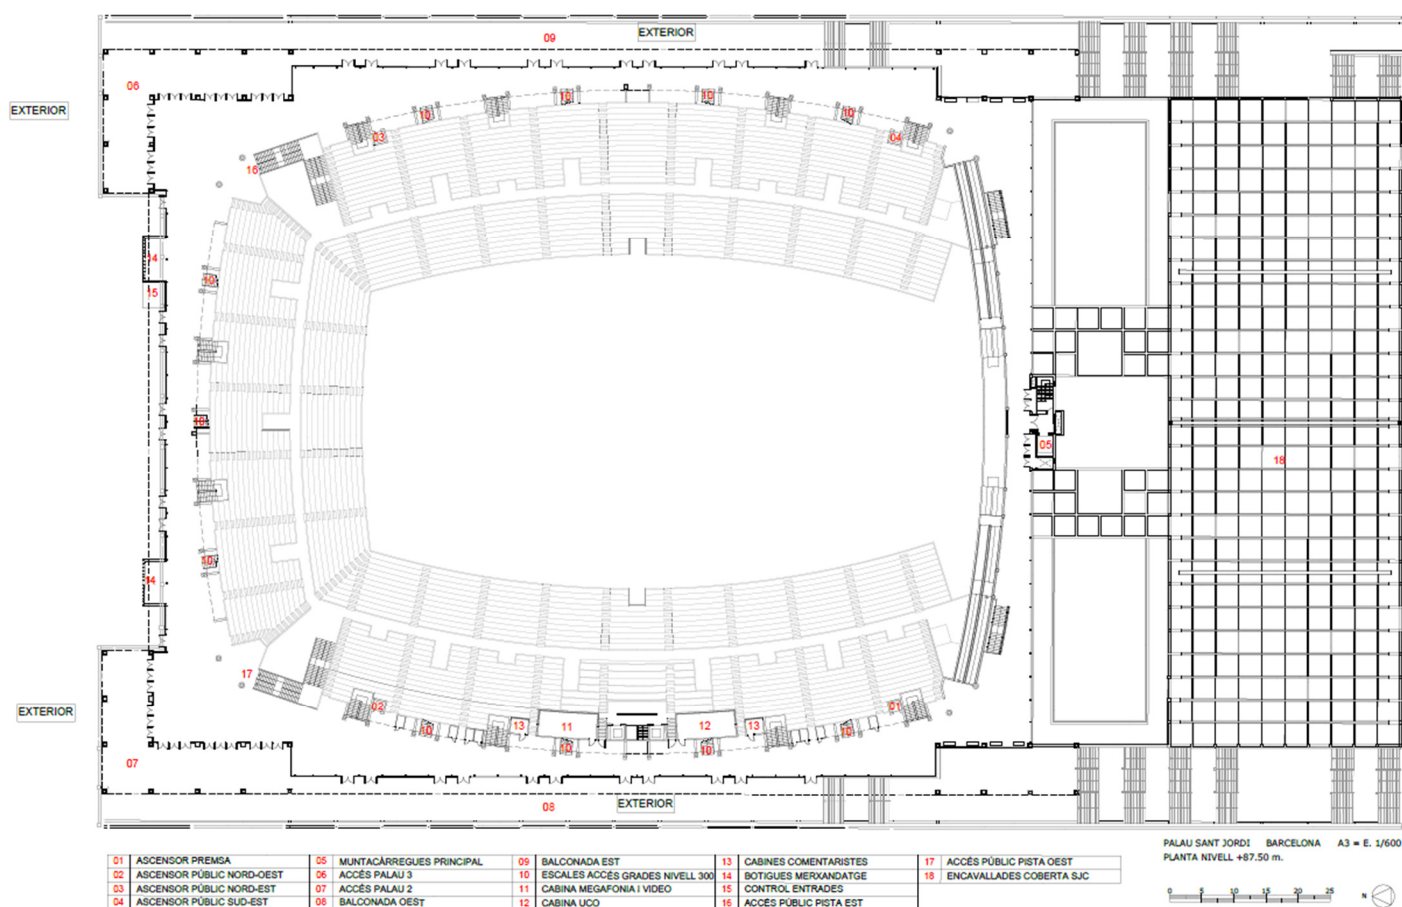 09
EXTERIOR
06
EXTERIOR
10
10
10
10
03
04
16
14
10
15
10
05
18
10
14
17
EXTERIOR
02
01
10
13
11
12
13
10
10
10
07
08
EXTERIOR
01 ASCENSOR PREMSA
02 ASCENSOR PÚBLIC NORD-OEST
03 ASCENSOR PÚBLIC NORD-EST
04 ASCENSOR PÚBLIC SUD-EST
05 MUNTACÀRREGUES PRINCIPAL
06 ACCÉS PALAU 3
07 ACCÉS PALAU 2
08 BALCONADA OEST
09 BALCONADA EST
10 ESCALES ACCÉS GRADES NIVELL 300
11 CABINA MEGAFONIA I VIDEO
12 CABINA UCO
13 CABINES COMENTARISTES
14 BOTIGUES MERXANDATGE
15 CONTROL ENTRADES
16 ACCÉS PÚBLIC PISTA EST
17 ACCÉS PÚBLIC PISTA OEST
18 ENCAVALLADES COBERTA SJC
PALAU SANT JORDI BARCELONA A3 = E. 1/600
PLANTA NIVELL +87.50 m.
0 5 10 15 20 25
N